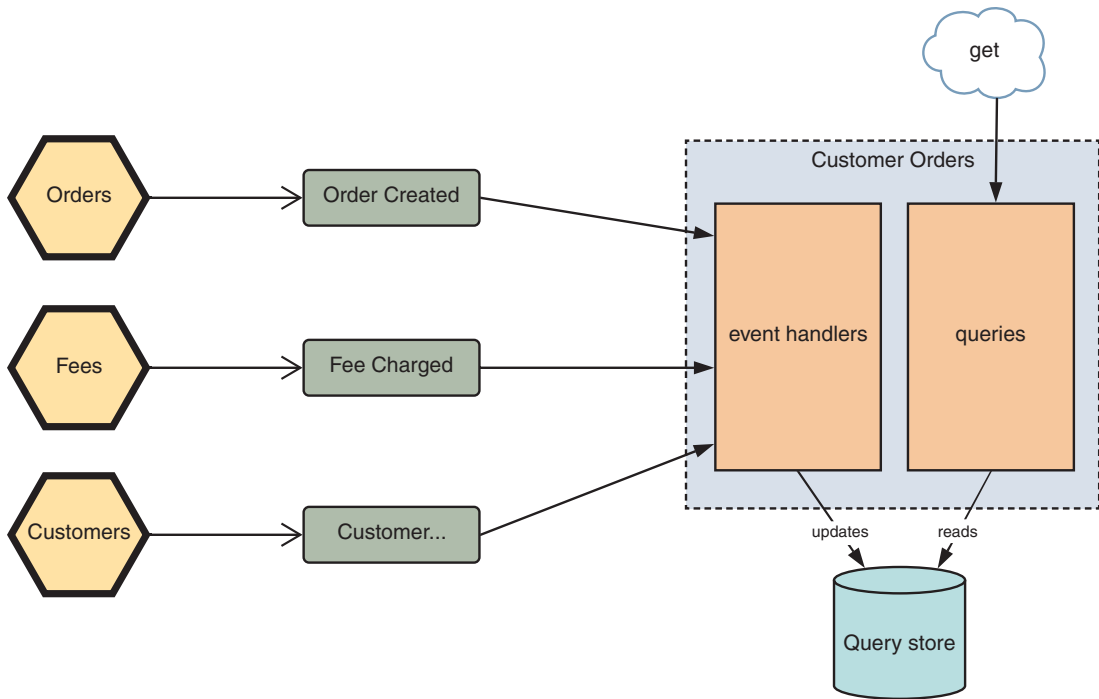 get
Customer Orders
Orders
Order Created
event handlers
queries
Fees
Fee Charged
Customers
Customer...
updates
reads
Query store